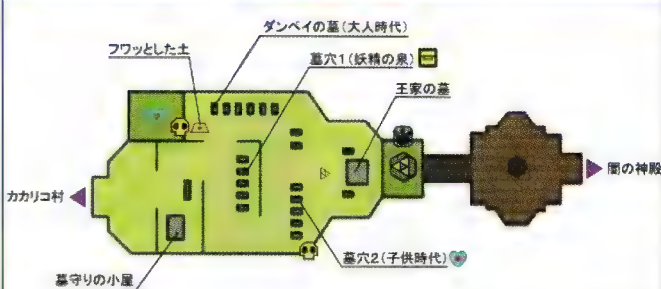 ダンペイの墓(大人時代)
フワッとした土
墓穴1(妖精の泉)
王家の墓
カカリコ村
闇の神殿
墓穴2(子供時代)
墓守りの小屋